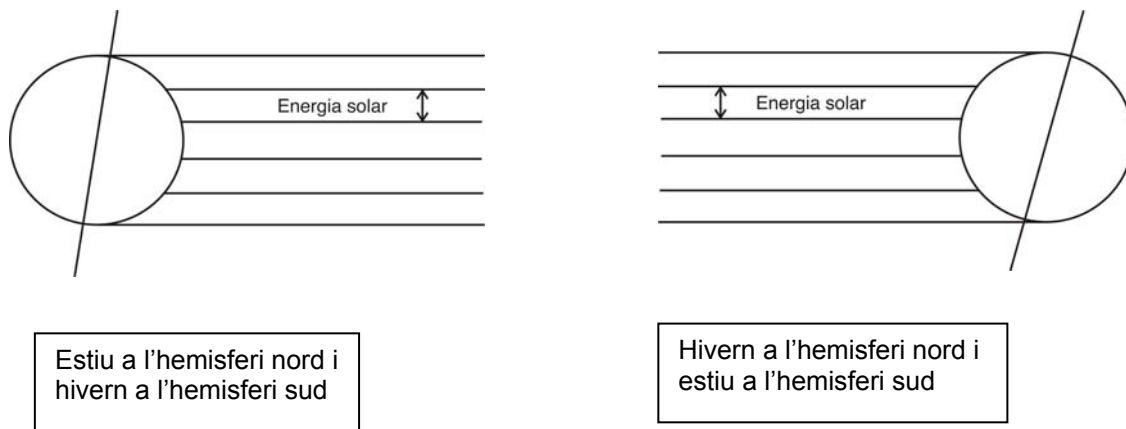 Energia solar
Energia solar
Estiu a l’hemisferi nord i
hivern a l’hemisferi sud
Hivern a l’hemisferi nord i
estiu a l’hemisferi sud